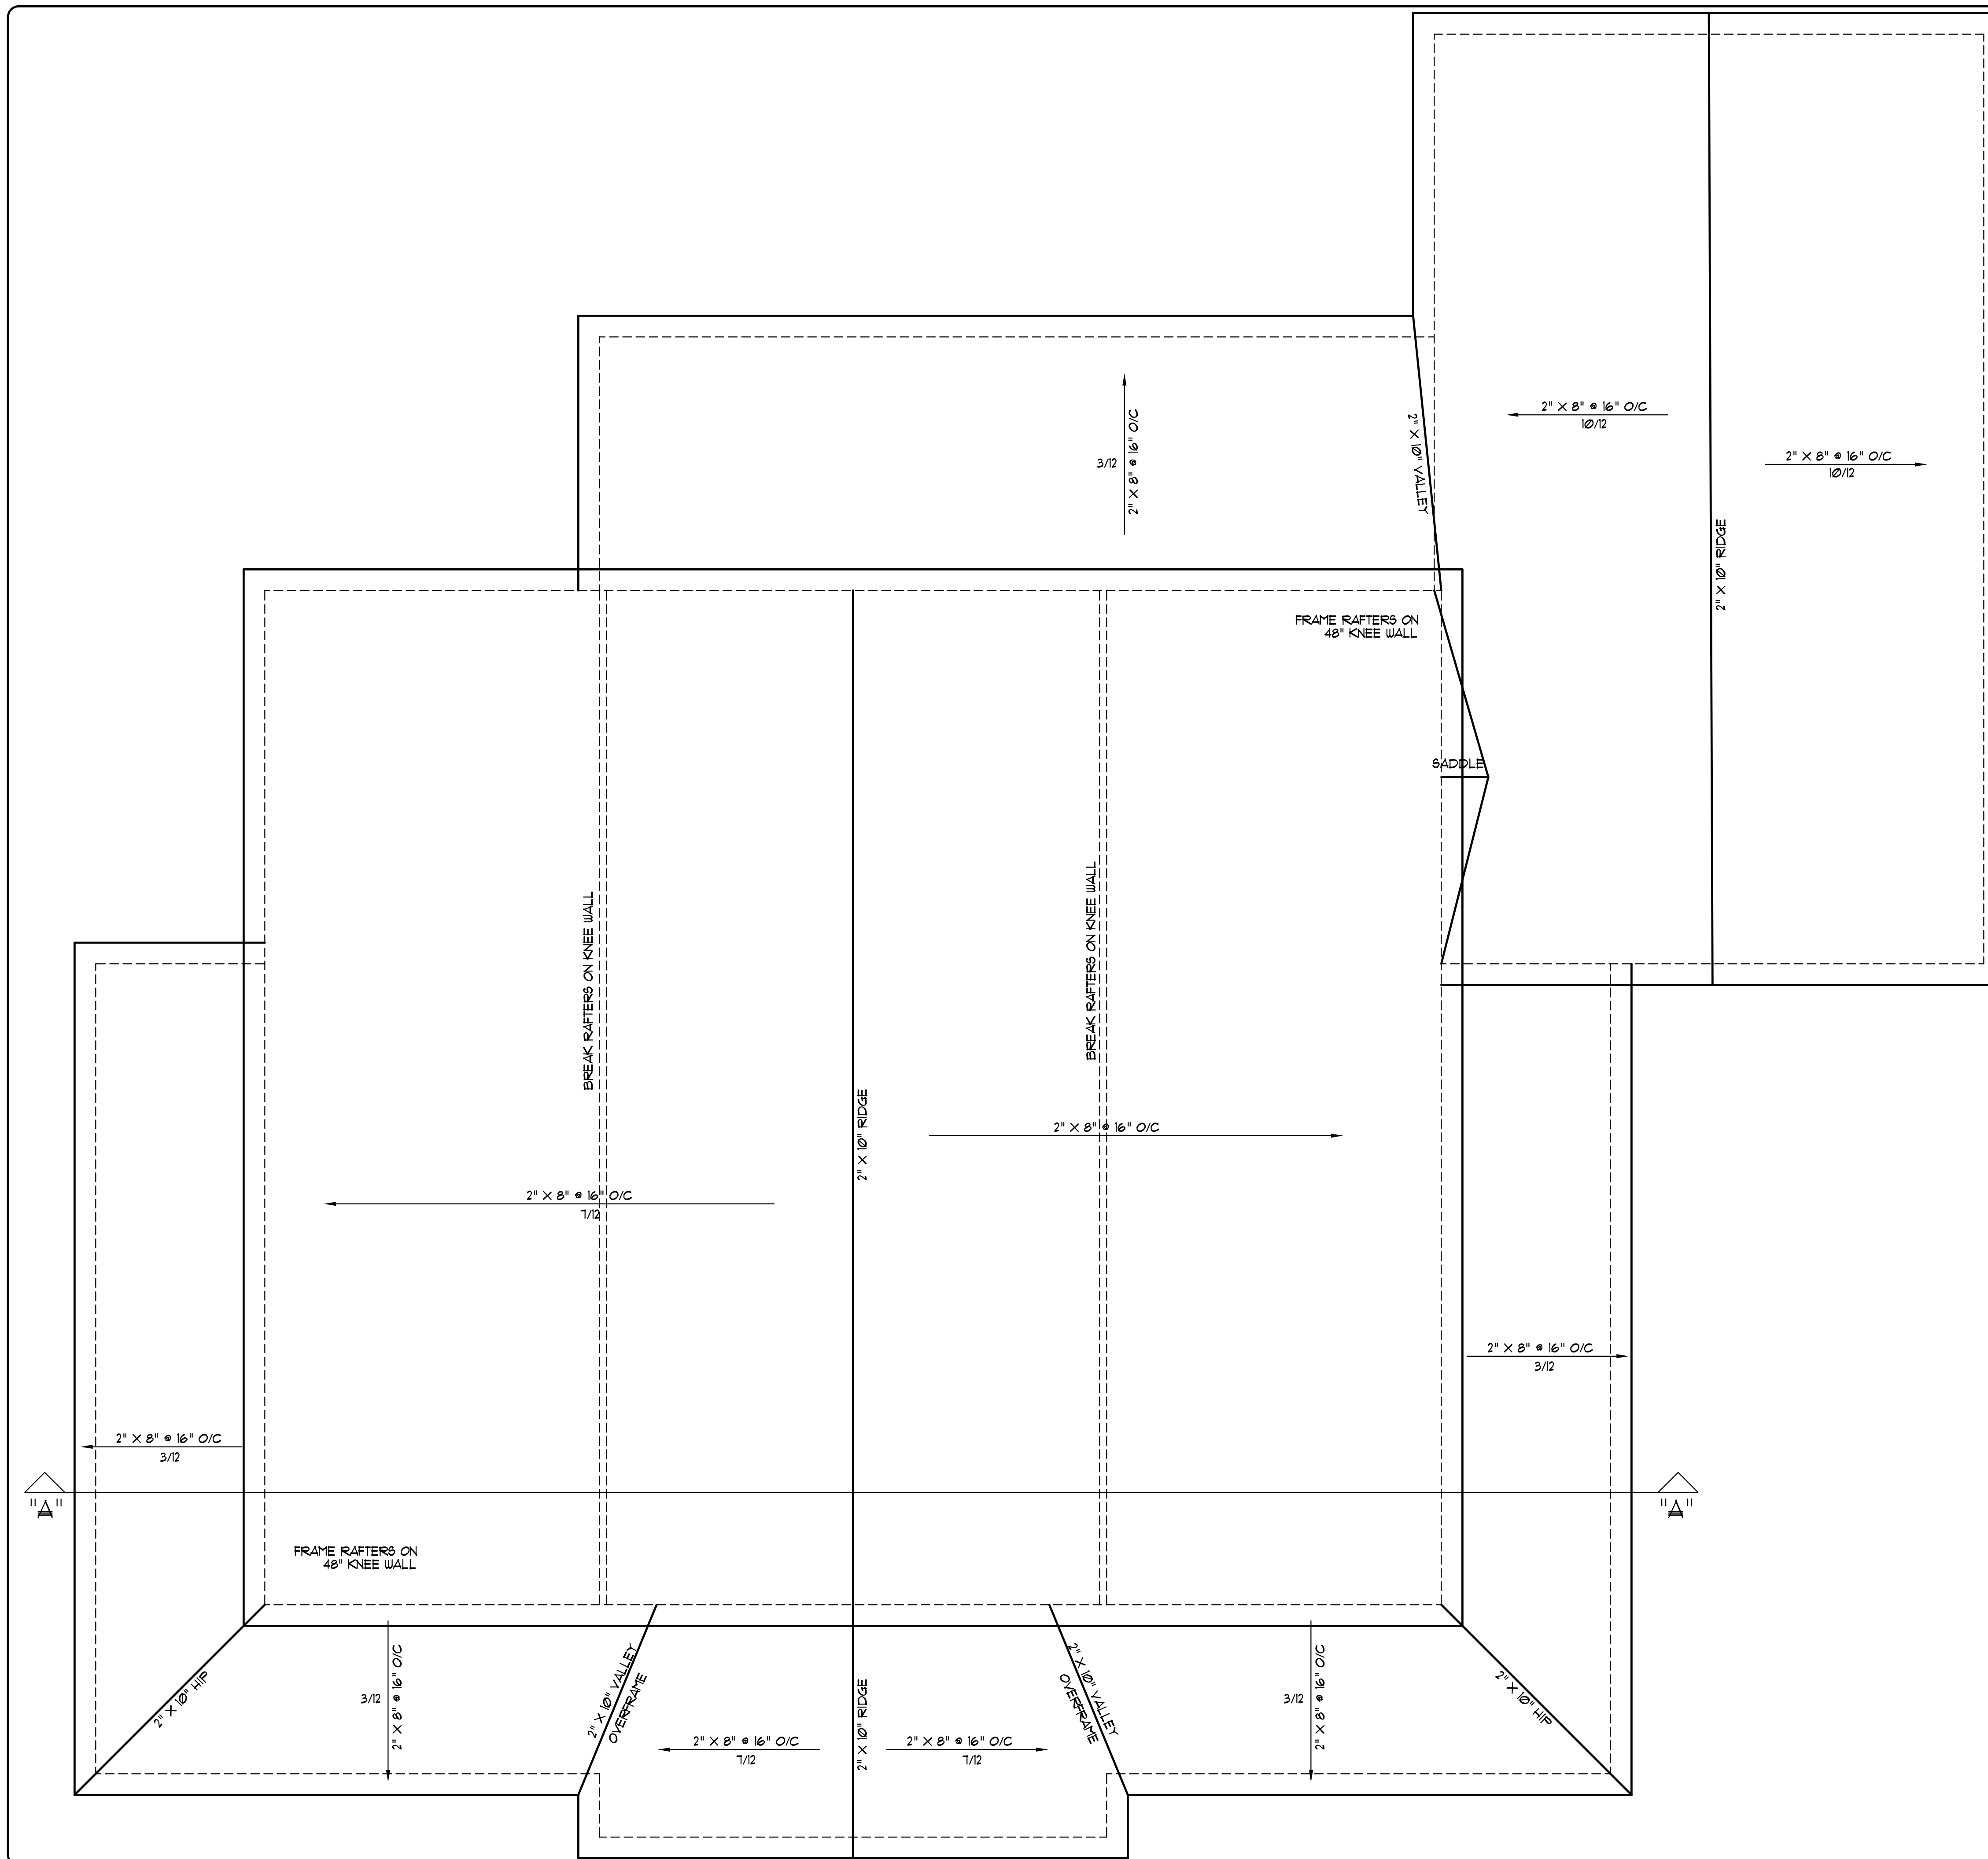 2" X 8" @ 16" O/C
10/12
2" X 8" @ 16" O/C
10/12
3/12
2" X 8" @ 16" O/C
2" X 10" VALLEY
2" X 10" RIDGE
FRAME RAFTERS ON
48" KNEE WALL
SADDLE
BREAK RAFTERS ON KNEE WALL
BREAK RAFTERS ON KNEE WALL
2" X 10" RIDGE
2" X 8" @ 16" O/C
2" X 8" @ 16" O/C
7/12
2" X 8" @ 16" O/C
3/12
2" X 8" @ 16" O/C
3/12
"A"
"A"
FRAME RAFTERS ON
48" KNEE WALL
2" X 10" HIP
3/12
2" X 8" @ 16" O/C
2" X 10" VALLEY
OVERFRAME
2" X 8" @ 16" O/C
7/12
2" X 10" RIDGE
2" X 8" @ 16" O/C
7/12
2" X 10" VALLEY
OVERFRAME
3/12
2" X 8" @ 16" O/C
2" X 10" HIP